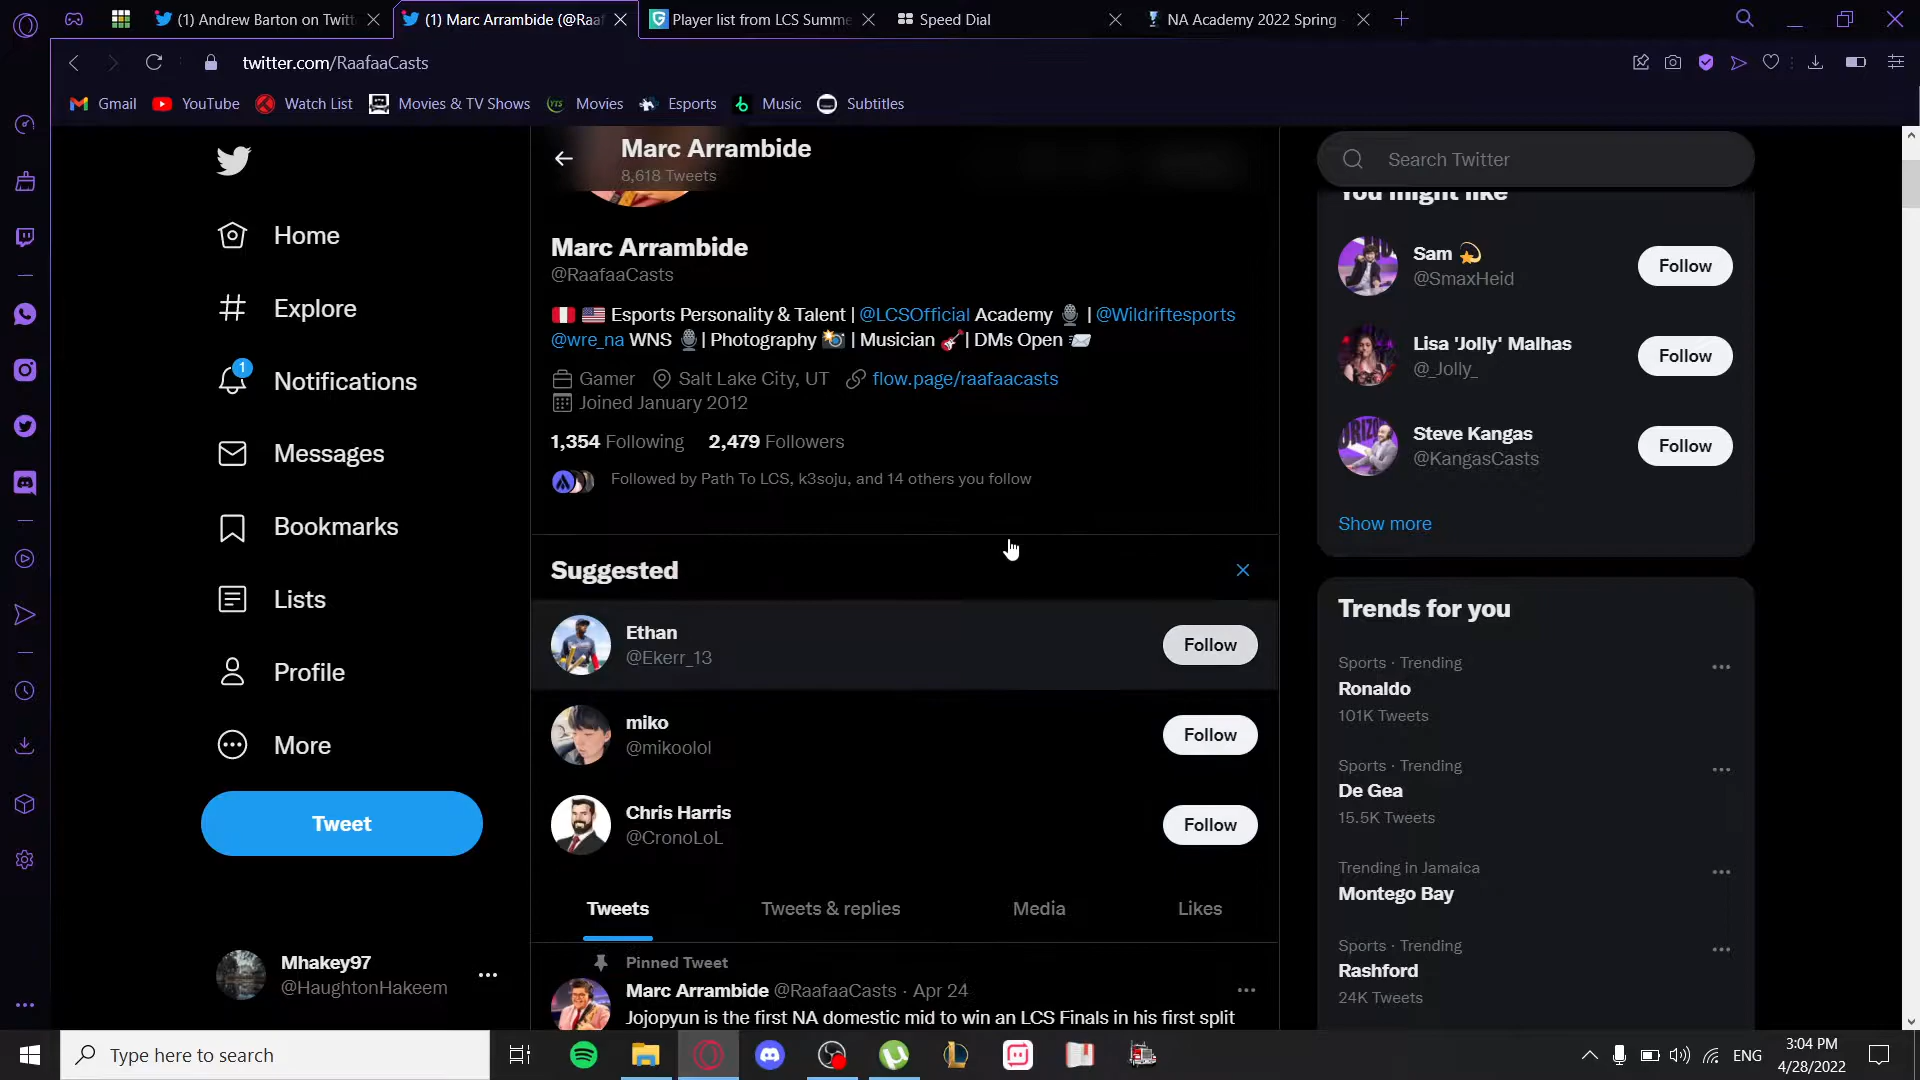 (1) Andrew Barton on Twitt
(1) Marc Arrambide (@Raaf
Player list from LCS Summe
Speed Dial
NA Academy 2022 Spring
twitter.com/RaafaaCasts
Gmail
YouTube
Watch List
Movies & TV Shows
Movies
Esports
Music
Subtitles
Home
Explore
1
Notifications
Messages
Bookmarks
Lists
Profile
More
Tweet
Mhakey97
@HaughtonHakeem
Marc Arrambide
8,618 Tweets
Marc Arrambide
@RaafaaCasts
Esports Personality & Talent | @LCSOfficial Academy 🎙 | @Wildriftesports
@wre_na WNS 🎙| Photography 📸 | Musician 🎸| DMs Open 📨
Gamer Salt Lake City, UT flow.page/raafaacasts
Joined January 2012
1,354 Following 2,479 Followers
Followed by Path To LCS, k3soju, and 14 others you follow
Suggested
Ethan
@Ekerr_13
Follow
miko
@mikoolol
Follow
Chris Harris
@CronoLoL
Follow
Tweets
Tweets & replies
Media
Likes
Pinned Tweet
Marc Arrambide @RaafaaCasts · Apr 24
Jojopyun is the first NA domestic mid to win an LCS Finals in his first split
Search Twitter
You might like
Sam 💫
@SmaxHeid
Follow
Lisa 'Jolly' Malhas
@_Jolly_
Follow
Steve Kangas
@KangasCasts
Follow
Show more
Trends for you
Sports · Trending
Ronaldo
101K Tweets
Sports · Trending
De Gea
15.5K Tweets
Trending in Jamaica
Montego Bay
Sports · Trending
Rashford
24K Tweets
Type here to search
ENG
3:04 PM
4/28/2022